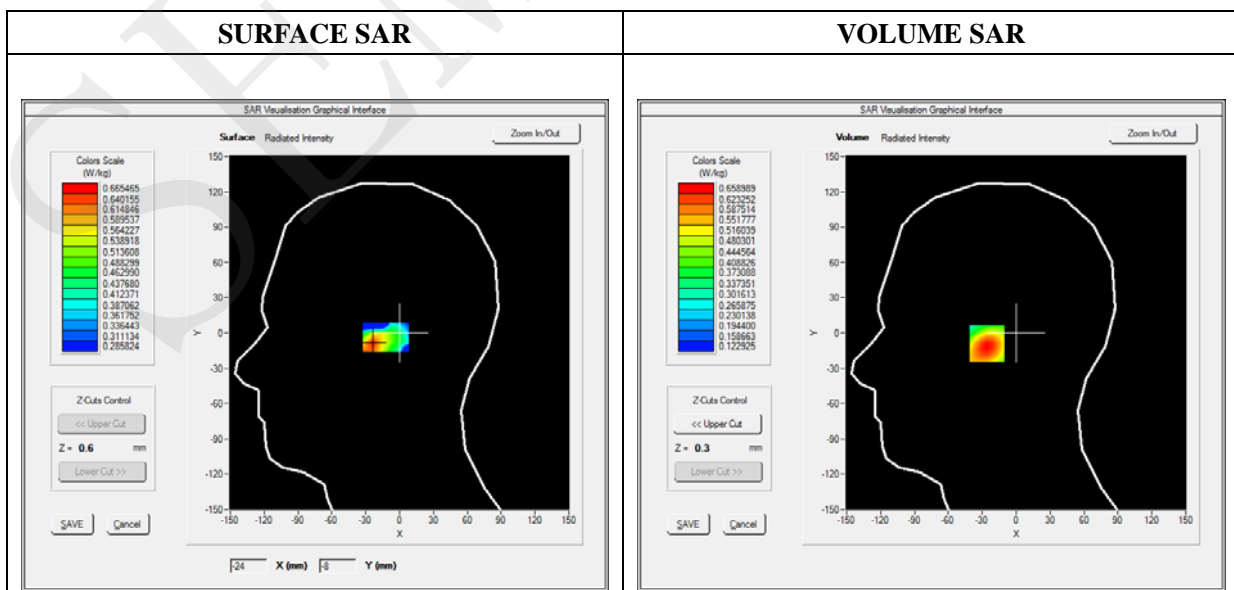 SURFACE SAR
VOLUME SAR
SAR Visualisation Graphical Interface
Surface Radiated Intensity
Zoom In/Out
Colors Scale
(W/kg)
0.665465
0.640155
0.614846
0.589537
0.564227
0.538918
0.513608
0.488299
0.462990
0.437680
0.412371
0.387062
0.361752
0.336443
0.311134
0.285824
Z-Cuts Control
<< Upper Cut
Z = 0.6 mm
Lower Cut >>
SAVE Cancel
150
120
90
60
30
0
-30
-60
-90
-120
-150
Y
-150 -120 -90 -60 -30 0 30 60 90 120 150
X
-24 X (mm) -8 Y (mm)
SAR Visualisation Graphical Interface
Volume Radiated Intensity
Zoom In/Out
Colors Scale
(W/kg)
0.658989
0.623252
0.587514
0.551777
0.516039
0.480301
0.444564
0.408826
0.373088
0.337351
0.301613
0.265875
0.230138
0.194400
0.158663
0.122925
Z-Cuts Control
<< Upper Cut
Z = 0.3 mm
Lower Cut >>
SAVE Cancel
150
120
90
60
30
0
-30
-60
-90
-120
-150
Y
-150 -120 -90 -60 -30 0 30 60 90 120 150
X